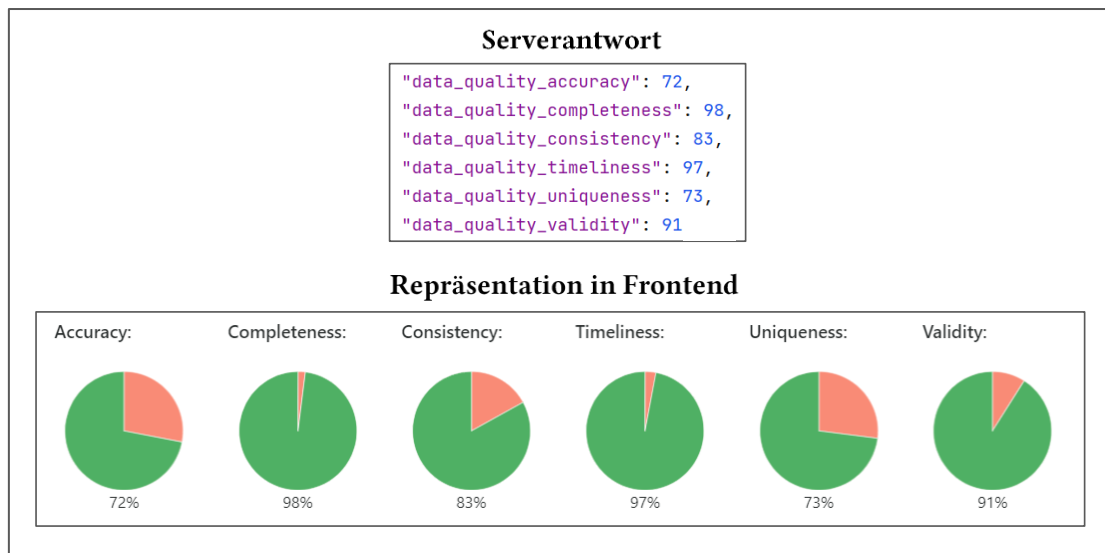 Serverantwort
"data_quality_accuracy": 72,
"data_quality_completeness": 98,
"data_quality_consistency": 83,
"data_quality_timeliness": 97,
"data_quality_uniqueness": 73,
"data_quality_validity": 91
Repräsentation in Frontend
Accuracy: Completeness: Consistency: Timeliness: Uniqueness: Validity:
72% 98% 83% 97% 73% 91%